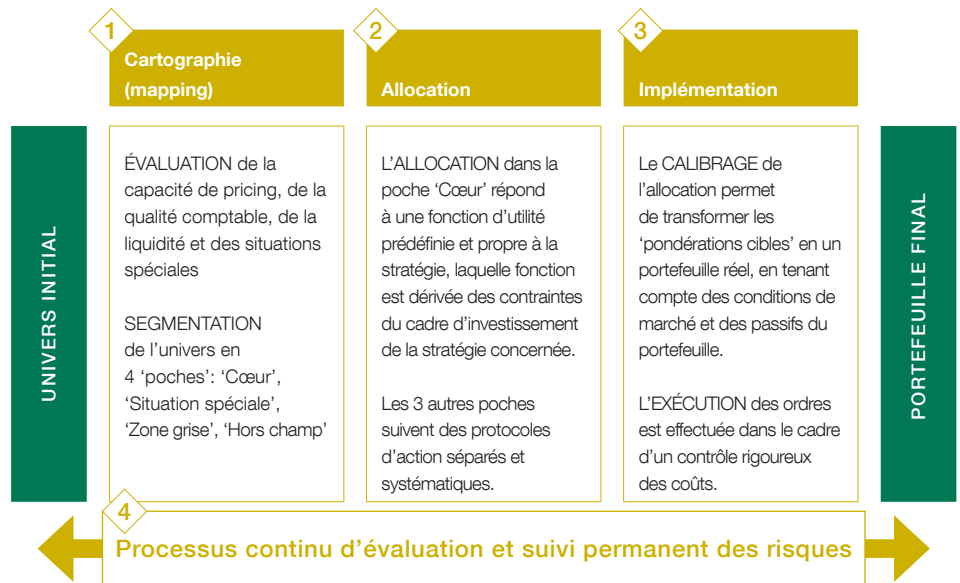 UNIVERS INITIAL
1
Cartographie
(mapping)
ÉVALUATION de la
capacité de pricing, de la
qualité comptable, de la
liquidité et des situations
spéciales
SEGMENTATION
de l’univers en
4 ‘poches’: ‘Cœur’,
‘Situation spéciale’,
‘Zone grise’, ‘Hors champ’
2
Allocation
L’ALLOCATION dans la
poche ‘Cœur’ répond
à une fonction d’utilité
prédéfinie et propre à la
stratégie, laquelle fonction
est dérivée des contraintes
du cadre d’investissement
de la stratégie concernée.
Les 3 autres poches
suivent des protocoles
d’action séparés et
systématiques.
3
Implémentation
Le CALIBRAGE de
l’allocation permet
de transformer les
‘pondérations cibles’ en un
portefeuille réel, en tenant
compte des conditions de
marché et des passifs du
portefeuille.
L’EXÉCUTION des ordres
est effectuée dans le cadre
d’un contrôle rigoureux
des coûts.
PORTEFEUILLE FINAL
4
Processus continu d’évaluation et suivi permanent des risques